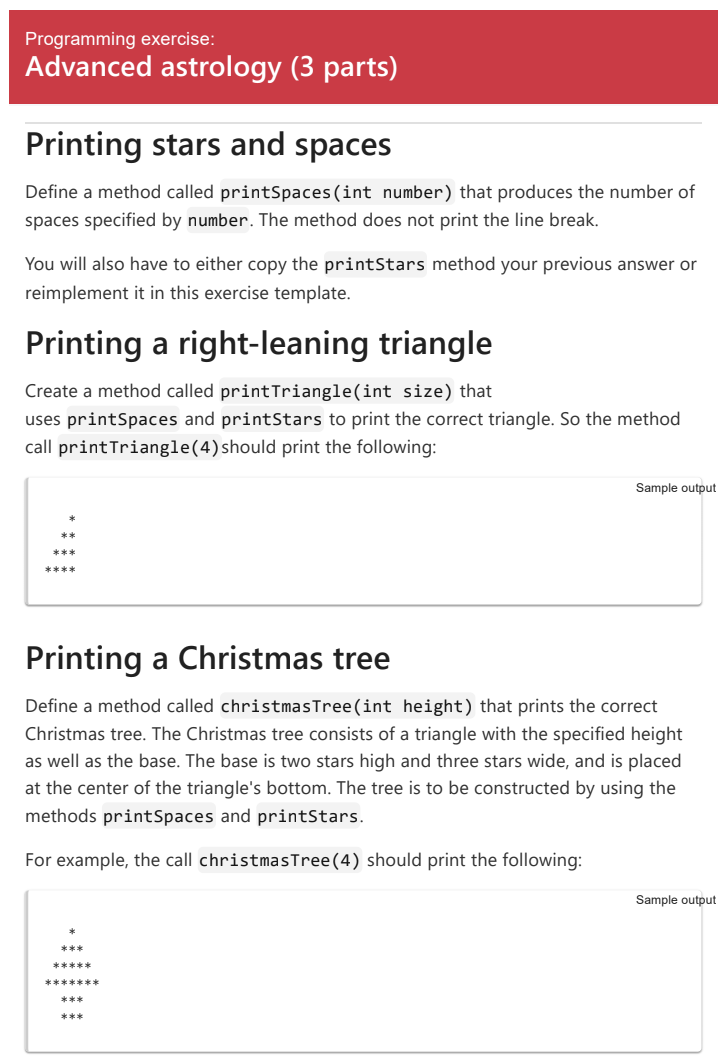 Programming exercise:
Advanced astrology (3 parts)
Printing stars and spaces
Define a method called printSpaces(int number) that produces the number of
spaces specified by number. The method does not print the line break.
You will also have to either copy the printStars method your previous answer or
reimplement it in this exercise template.
Printing a right-leaning triangle
Create a method called printTriangle(int size) that
uses printSpaces and printStars to print the correct triangle. So the method
call printTriangle(4)should print the following:
Sample output
   *
  **
 ***
****
Printing a Christmas tree
Define a method called christmasTree(int height) that prints the correct
Christmas tree. The Christmas tree consists of a triangle with the specified height
as well as the base. The base is two stars high and three stars wide, and is placed
at the center of the triangle's bottom. The tree is to be constructed by using the
methods printSpaces and printStars.
For example, the call christmasTree(4) should print the following:
Sample output
   *
  ***
 *****
*******
  ***
  ***